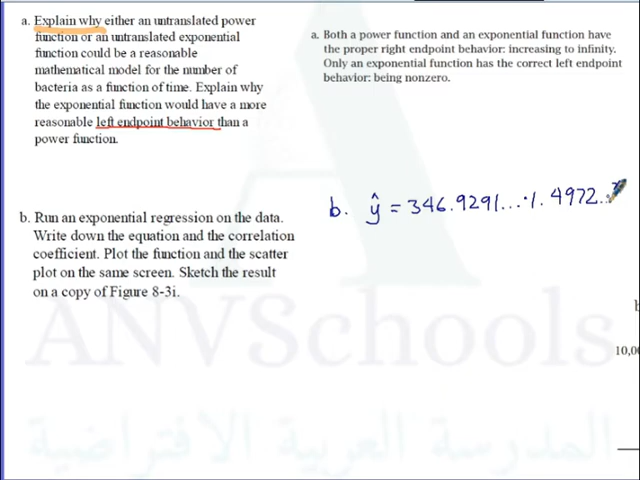 a. Explain why either an untranslated power
function or an untranslated exponential
function could be a reasonable
mathematical model for the number of
bacteria as a function of time. Explain why
the exponential function would have a more
reasonable left endpoint behavior than a
power function.
a. Both a power function and an exponential function have
the proper right endpoint behavior: increasing to infinity.
Only an exponential function has the correct left endpoint
behavior: being nonzero.
b. ŷ = 346.9291...·1.4972...
b. Run an exponential regression on the data.
Write down the equation and the correlation
coefficient. Plot the function and the scatter
plot on the same screen. Sketch the result
on a copy of Figure 8-3i.
ANVSchools
المدرسة العربية الافتراضية
b
10,00